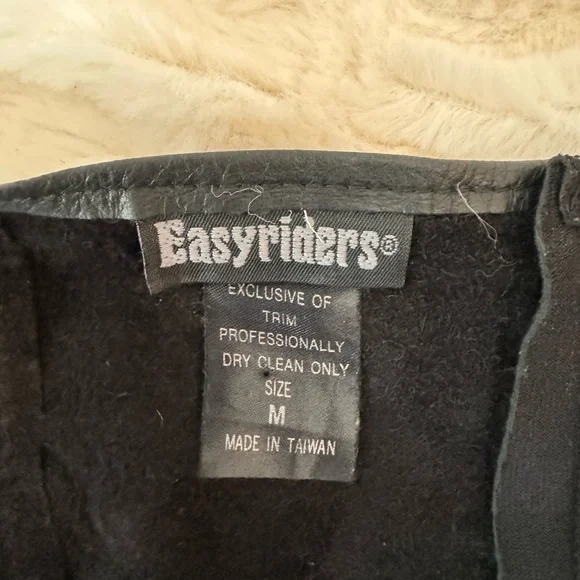 Easyriders®
EXCLUSIVE OF
TRIM
PROFESSIONALLY
DRY CLEAN ONLY
SIZE
M
MADE IN TAIWAN